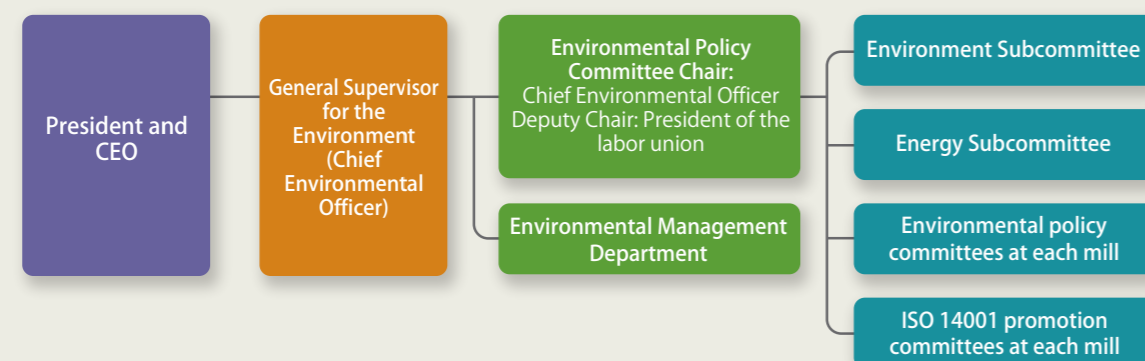 President and
CEO
General Supervisor
for the
Environment
(Chief
Environmental
Officer)
Environmental Policy
Committee Chair:
Chief Environmental Officer
Deputy Chair: President of the
labor union
Environmental Management
Department
Environment Subcommittee
Energy Subcommittee
Environmental policy
committees at each mill
ISO 14001 promotion
committees at each mill